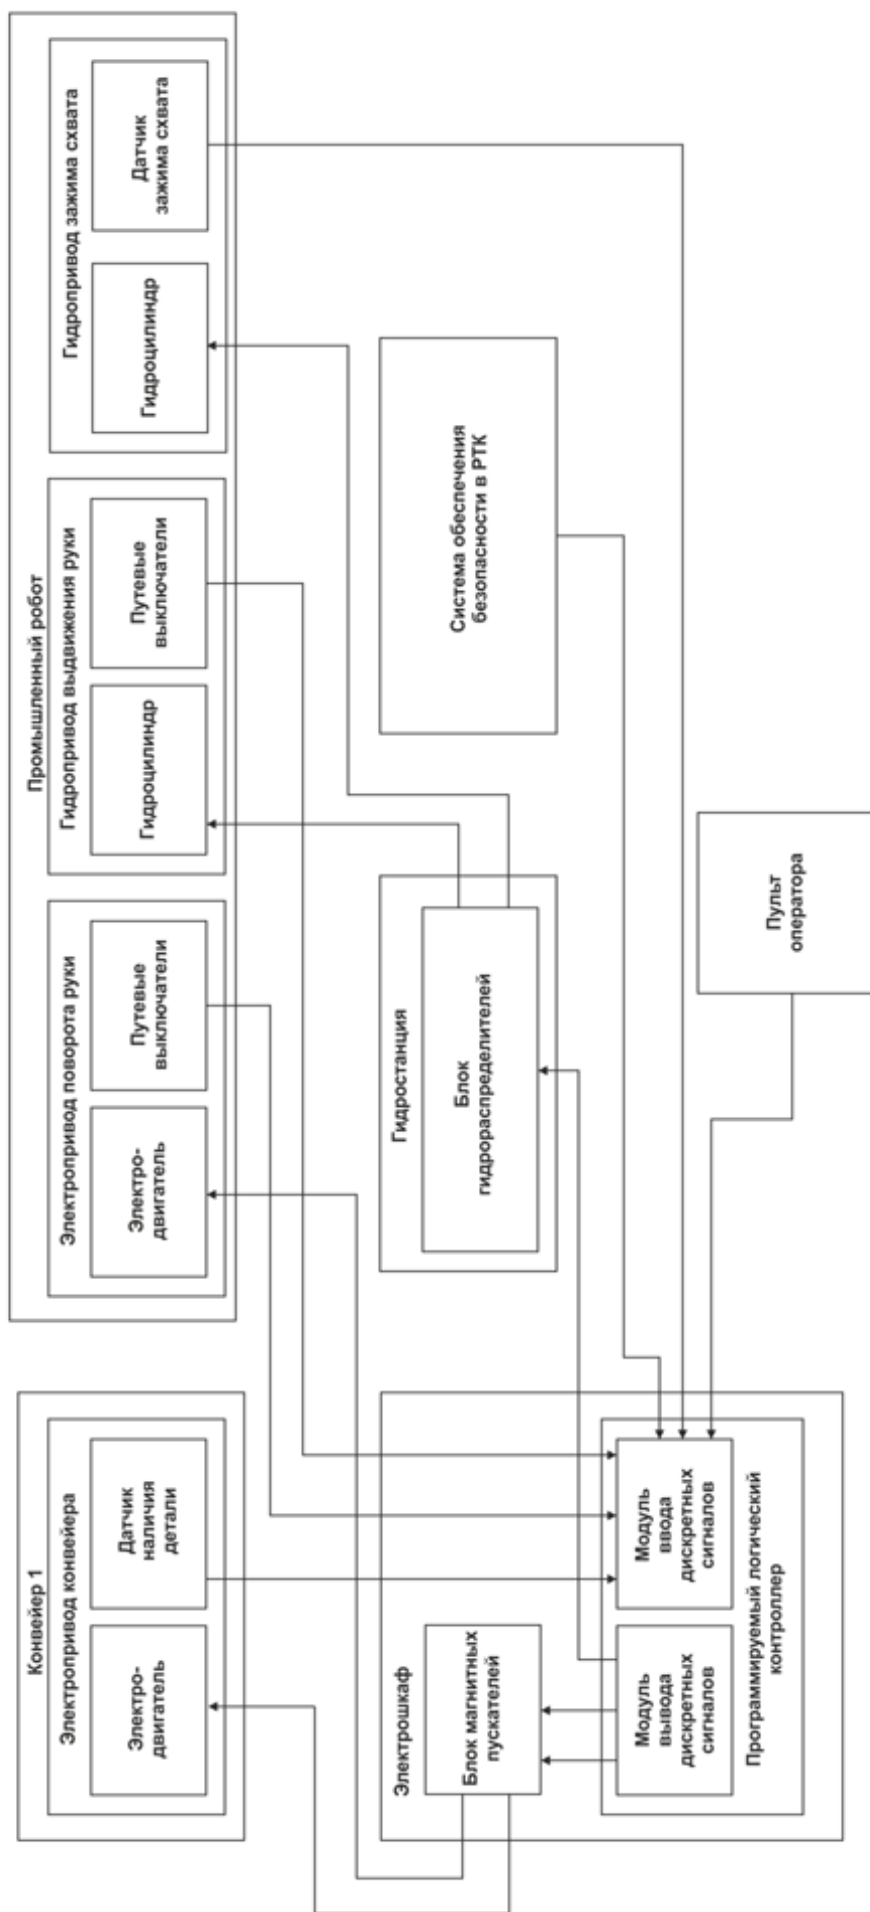 Конвейер 1
Электропривод конвейера
Электро-
двигатель
Датчик
наличия
детали
Промышленный робот
Электропривод поворота руки
Электро-
двигатель
Путевые
выключатели
Гидропривод выдвижения руки
Гидроцилиндр
Путевые
выключатели
Гидропривод зажима схвата
Гидроцилиндр
Датчик
зажима схвата
Электрошкаф
Блок магнитных
пускателей
Модуль
вывода
дискретных
сигналов
Модуль
ввода
дискретных
сигналов
Программируемый логический
контроллер
Гидростанция
Блок
гидрораспределителей
Система обеспечения
безопасности в РТК
Пульт
оператора